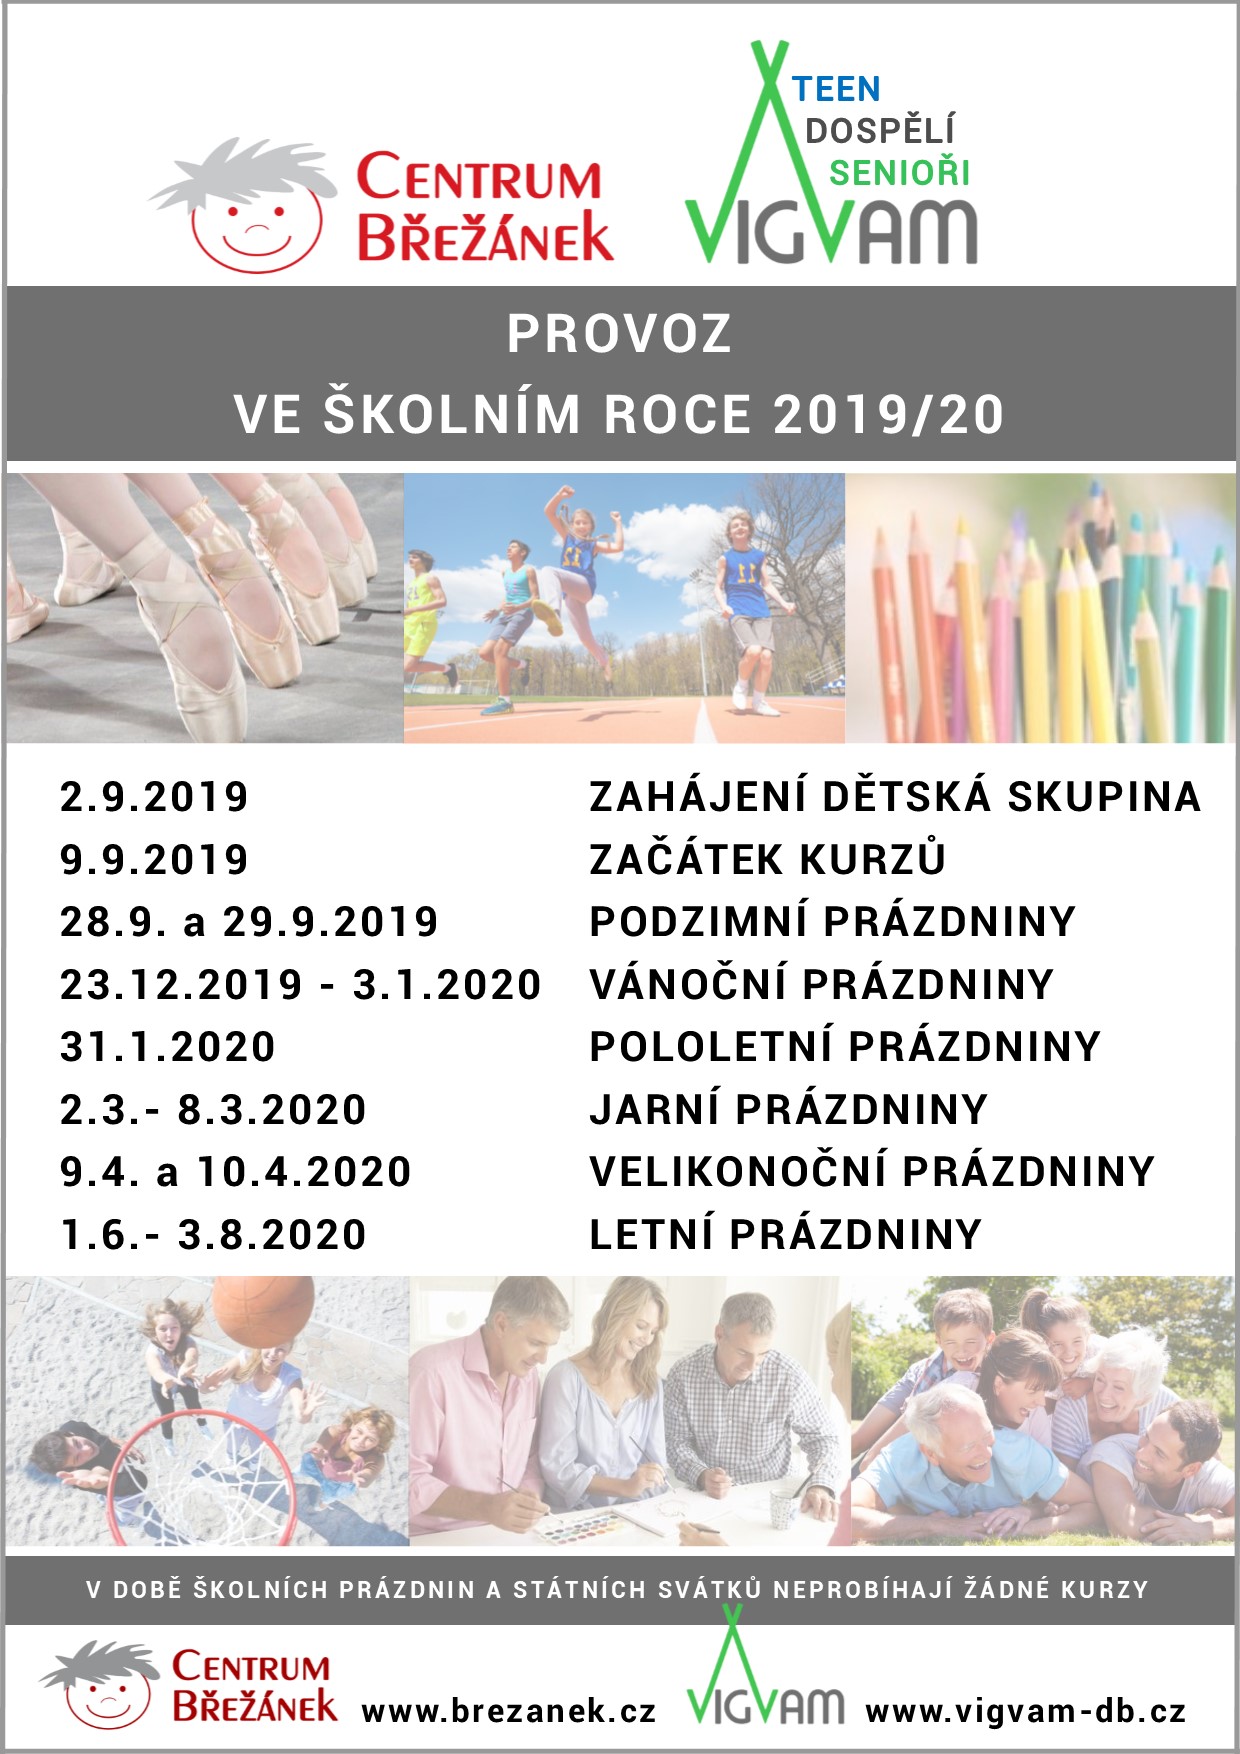 TEEN
DOSPĚLÍ
SENIOŘI
CENTRUM
BŘEŽÁNEK
VIGVAM
PROVOZ
VE ŠKOLNÍM ROCE 2019/20
2.9.2019 ZAHÁJENÍ DĚTSKÁ SKUPINA
9.9.2019 ZAČÁTEK KURZŮ
28.9. a 29.9.2019 PODZIMNÍ PRÁZDNINY
23.12.2019 - 3.1.2020 VÁNOČNÍ PRÁZDNINY
31.1.2020 POLOLETNÍ PRÁZDNINY
2.3.- 8.3.2020 JARNÍ PRÁZDNINY
9.4. a 10.4.2020 VELIKONOČNÍ PRÁZDNINY
1.6.- 3.8.2020 LETNÍ PRÁZDNINY
V DOBĚ ŠKOLNÍCH PRÁZDNIN A STÁTNÍCH SVÁTKŮ NEPROBÍHAJÍ ŽÁDNÉ KURZY
CENTRUM
BŘEŽÁNEK www.brezanek.cz VIGVAM www.vigvam-db.cz